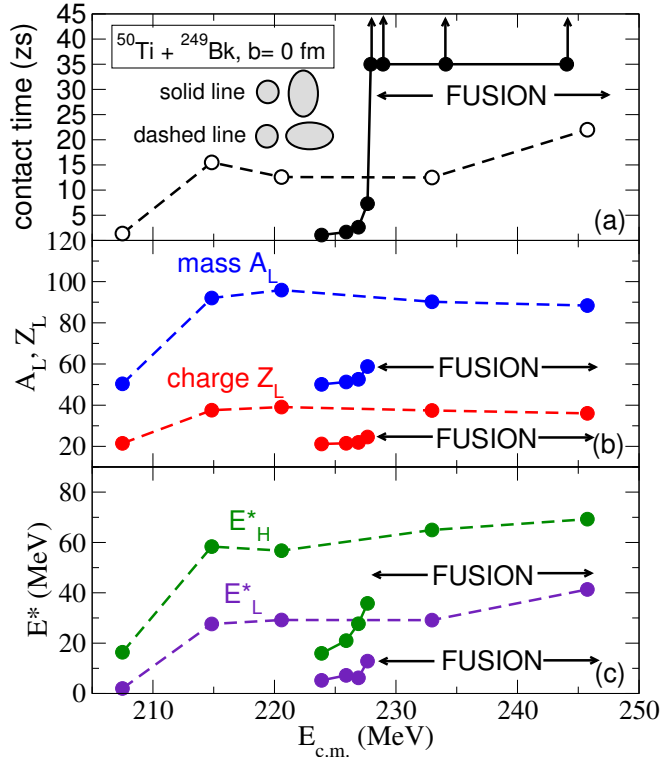 45
40
35
30
25
20
15
10
5
contact time (zs)
⁵⁰Ti + ²⁴⁹Bk, b= 0 fm
solid line
dashed line
FUSION
(a)
120
100
80
60
40
20
A_L, Z_L
mass A_L
FUSION
charge Z_L
FUSION
(b)
80
60
40
20
0
E* (MeV)
E*_H
FUSION
E*_L
FUSION
(c)
210 220 230 240 250
E_c.m. (MeV)